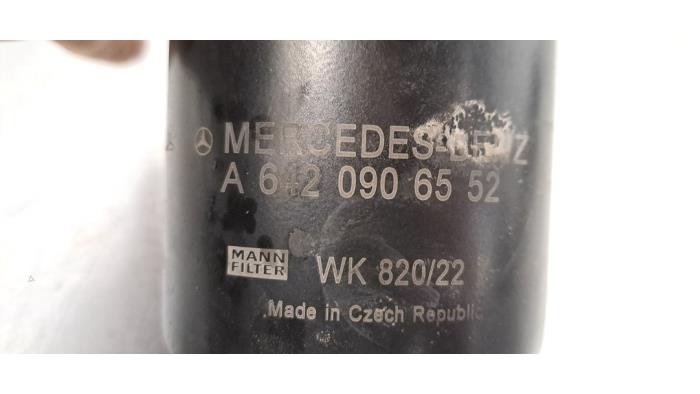 MERCEDES-BENZ
A 642 090 65 52
MANN
FILTER
WK 820/22
Made in Czech Republic